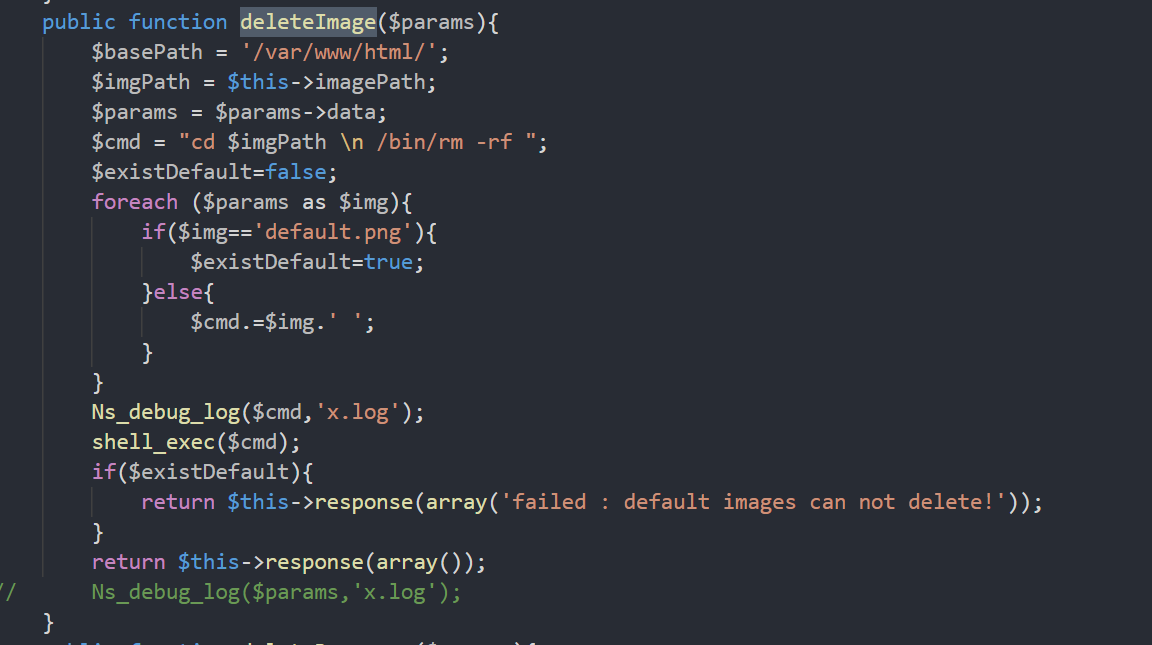 public function deleteImage($params){
$basePath = '/var/www/html/';
$imgPath = $this->imagePath;
$params = $params->data;
$cmd = "cd $imgPath \n /bin/rm -rf ";
$existDefault=false;
foreach ($params as $img){
if($img=='default.png'){
$existDefault=true;
}else{
$cmd.=$img.' ';
}
}
Ns_debug_log($cmd,'x.log');
shell_exec($cmd);
if($existDefault){
return $this->response(array('failed : default images can not delete!'));
}
return $this->response(array());
// Ns_debug_log($params,'x.log');
}